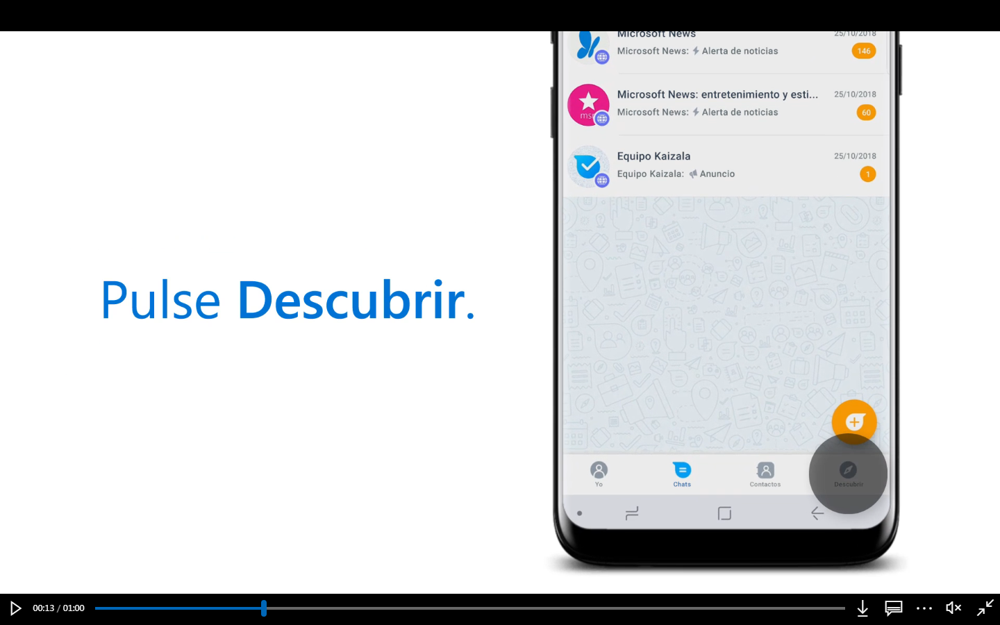 Microsoft News
25/10/2018
Microsoft News: Alerta de noticias
146
Microsoft News: entretenimiento y esti...
25/10/2018
msn
Microsoft News: Alerta de noticias
60
Equipo Kaizala
25/10/2018
Equipo Kaizala: Anuncio
1
Pulse Descubrir.
Yo
Chats
Contactos
Descubrir
00:13 / 01:00